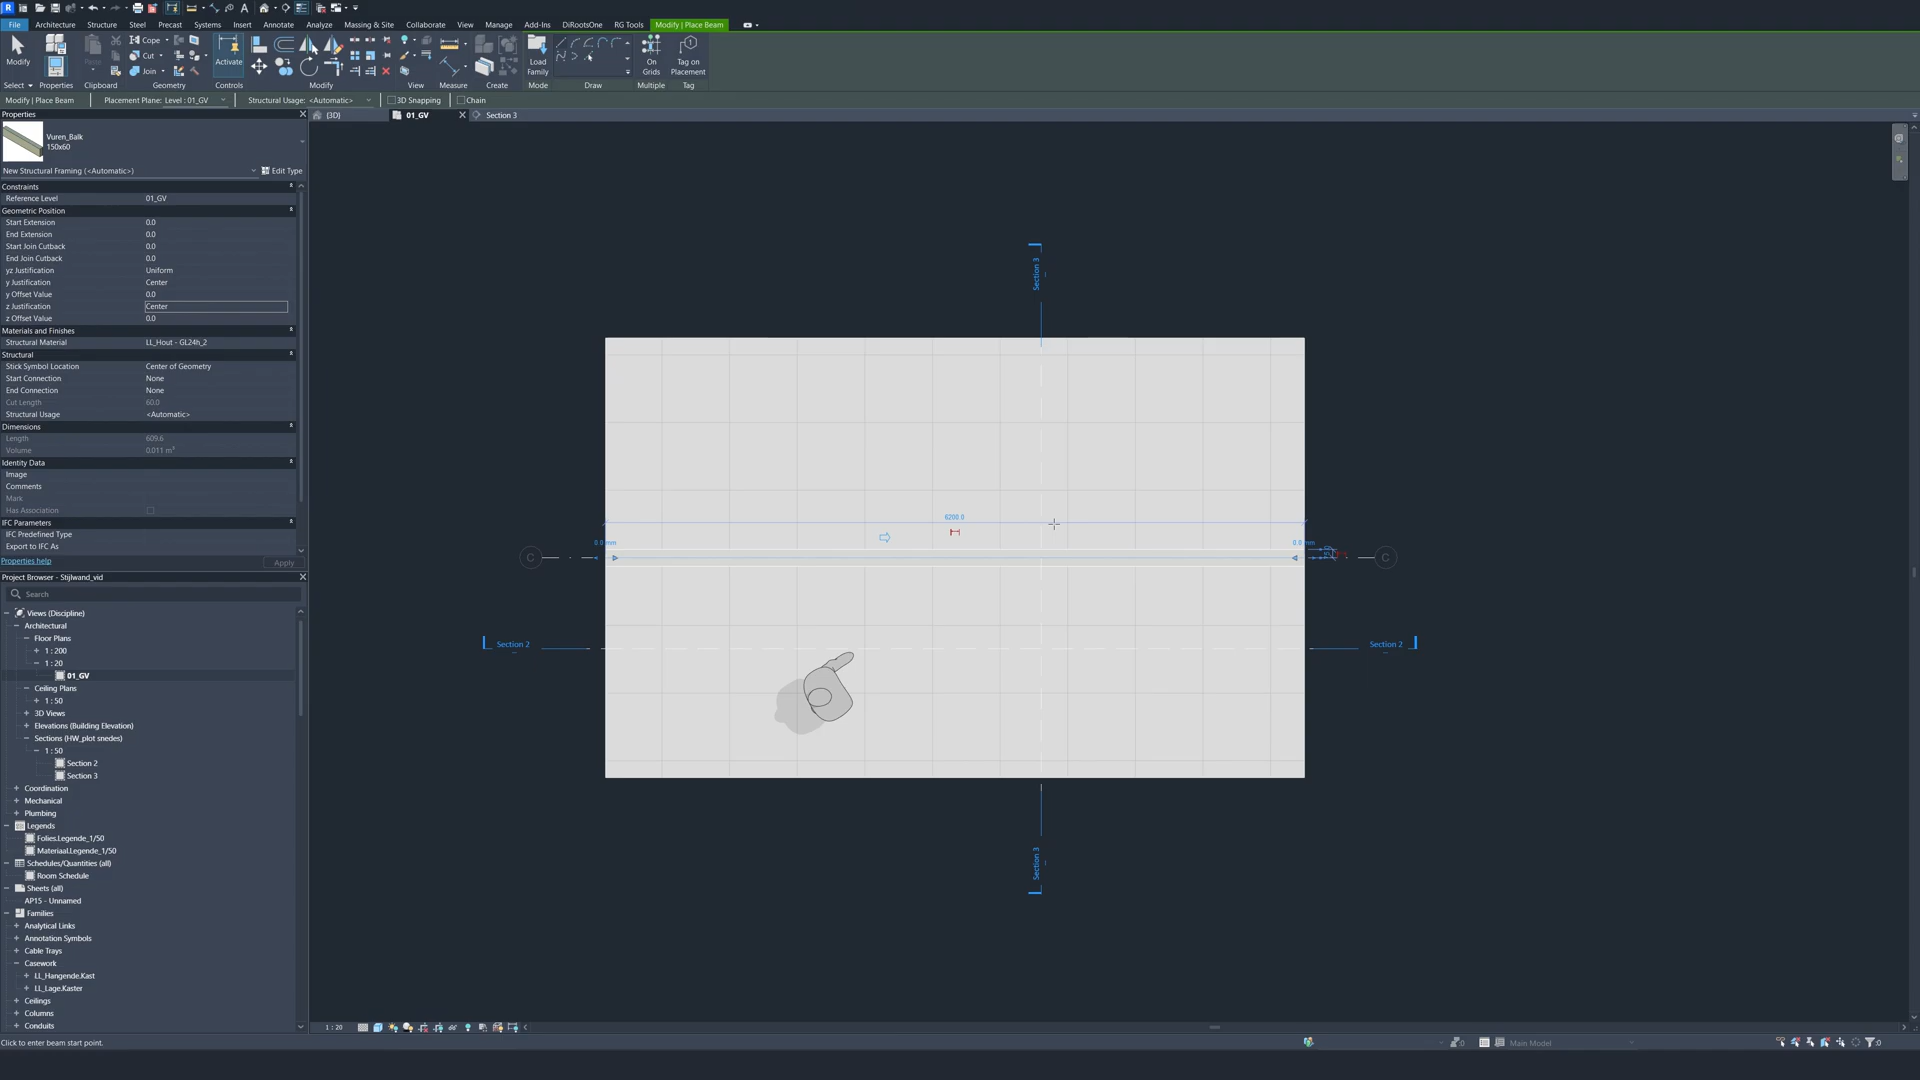 File Architecture Structure Steel Precast Systems Insert Annotate Analyze Massing & Site Collaborate View Manage Add-Ins DiRootsOne RG Tools Modify | Place Beam
Modify Cope Cut Join Activate Load Family On Grids Tag on Placement
Select Properties Clipboard Geometry Controls Modify View Measure Create Mode Draw Multiple Tag
Modify | Place Beam Placement Plane: Level : 01_GV Structural Usage: <Automatic> 3D Snapping Chain
Properties
{3D} 01_GV Section 3
Vuren_Balk
150x60
New Structural Framing (<Automatic>) Edit Type
Constraints
Reference Level 01_GV
Geometric Position
Start Extension 0.0
End Extension 0.0
Start Join Cutback 0.0
End Join Cutback 0.0
yz Justification Uniform
y Justification Center
y Offset Value 0.0
z Justification Center
z Offset Value 0.0
Materials and Finishes
Structural Material LL_Hout - GL24h_2
Structural
Stick Symbol Location Center of Geometry
Start Connection None
End Connection None
Cut Length 60.0
Structural Usage <Automatic>
Dimensions
Length 609.6
Volume 0.011 m³
Identity Data
Image
Comments
Mark
Has Association
IFC Parameters
IFC Predefined Type
Export to IFC As
Properties help Apply
Project Browser - Stijlwand_vid
Search
Views (Discipline)
Architectural
Floor Plans
1 : 200
1 : 20
01_GV
Ceiling Plans
1 : 50
3D Views
Elevations (Building Elevation)
Sections (HW_plot snedes)
1 : 50
Section 2
Section 3
Coordination
Mechanical
Plumbing
Legends
Folies.Legende_1/50
Materiaal.Legende_1/50
Schedules/Quantities (all)
Room Schedule
Sheets (all)
AP15 - Unnamed
Families
Analytical Links
Annotation Symbols
Cable Trays
Casework
LL_Hangende.Kast
LL_Lage.Kaster
Ceilings
Columns
Conduits
Section 3
6200.0
0.0 mm 0.0 mm
C C
Section 2 Section 2
Section 3
1 : 20
Click to enter beam start point. :0 Main Model :0